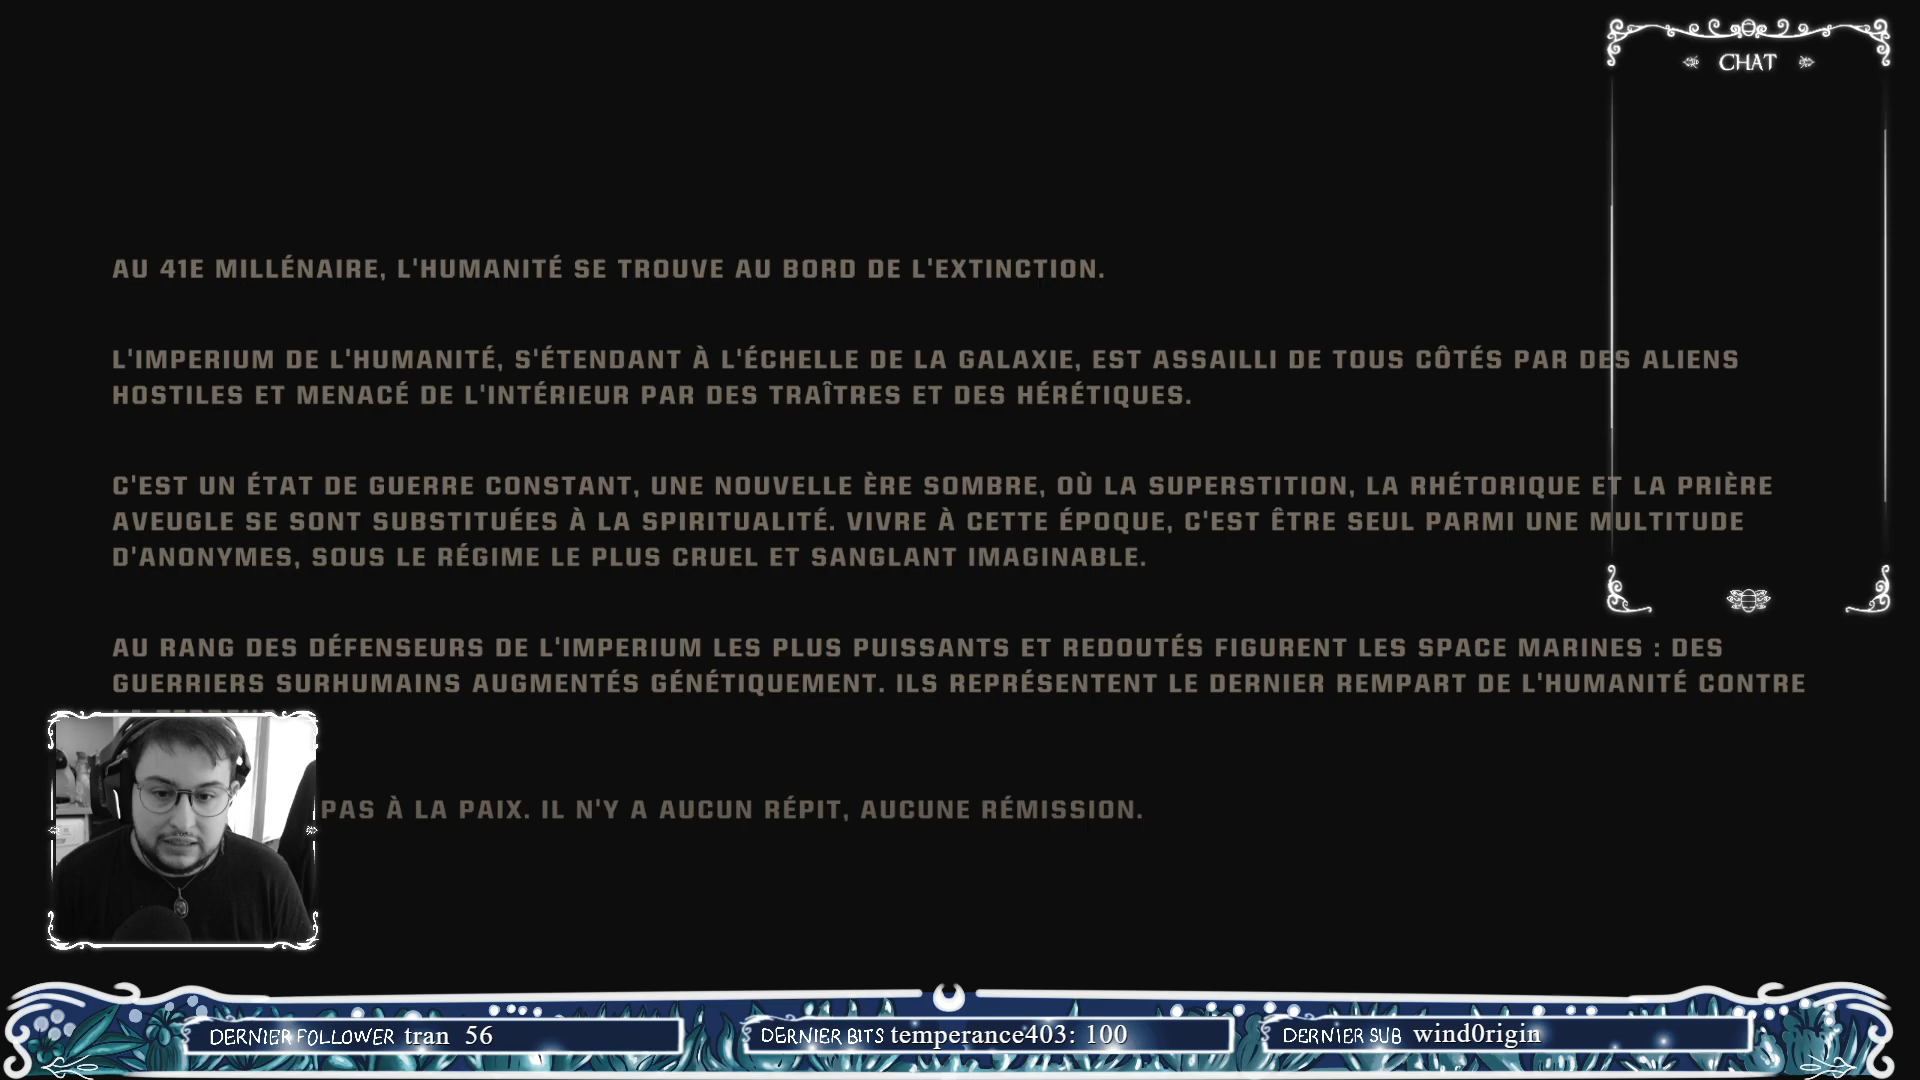 CHAT
AU 41E MILLÉNAIRE, L'HUMANITÉ SE TROUVE AU BORD DE L'EXTINCTION.
L'IMPERIUM DE L'HUMANITÉ, S'ÉTENDANT À L'ÉCHELLE DE LA GALAXIE, EST ASSAILLI DE TOUS CÔTÉS PAR DES ALIENS
HOSTILES ET MENACÉ DE L'INTÉRIEUR PAR DES TRAÎTRES ET DES HÉRÉTIQUES.
C'EST UN ÉTAT DE GUERRE CONSTANT, UNE NOUVELLE ÈRE SOMBRE, OÙ LA SUPERSTITION, LA RHÉTORIQUE ET LA PRIÈRE
AVEUGLE SE SONT SUBSTITUÉES À LA SPIRITUALITÉ. VIVRE À CETTE ÉPOQUE, C'EST ÊTRE SEUL PARMI UNE MULTITUDE
D'ANONYMES, SOUS LE RÉGIME LE PLUS CRUEL ET SANGLANT IMAGINABLE.
AU RANG DES DÉFENSEURS DE L'IMPERIUM LES PLUS PUISSANTS ET REDOUTÉS FIGURENT LES SPACE MARINES : DES
GUERRIERS SURHUMAINS AUGMENTÉS GÉNÉTIQUEMENT. ILS REPRÉSENTENT LE DERNIER REMPART DE L'HUMANITÉ CONTRE
PAS À LA PAIX. IL N'Y A AUCUN RÉPIT, AUCUNE RÉMISSION.
DERNIER FOLLOWER tran 56
DERNIER BITS temperance403: 100
DERNIER SUB wind0rigin